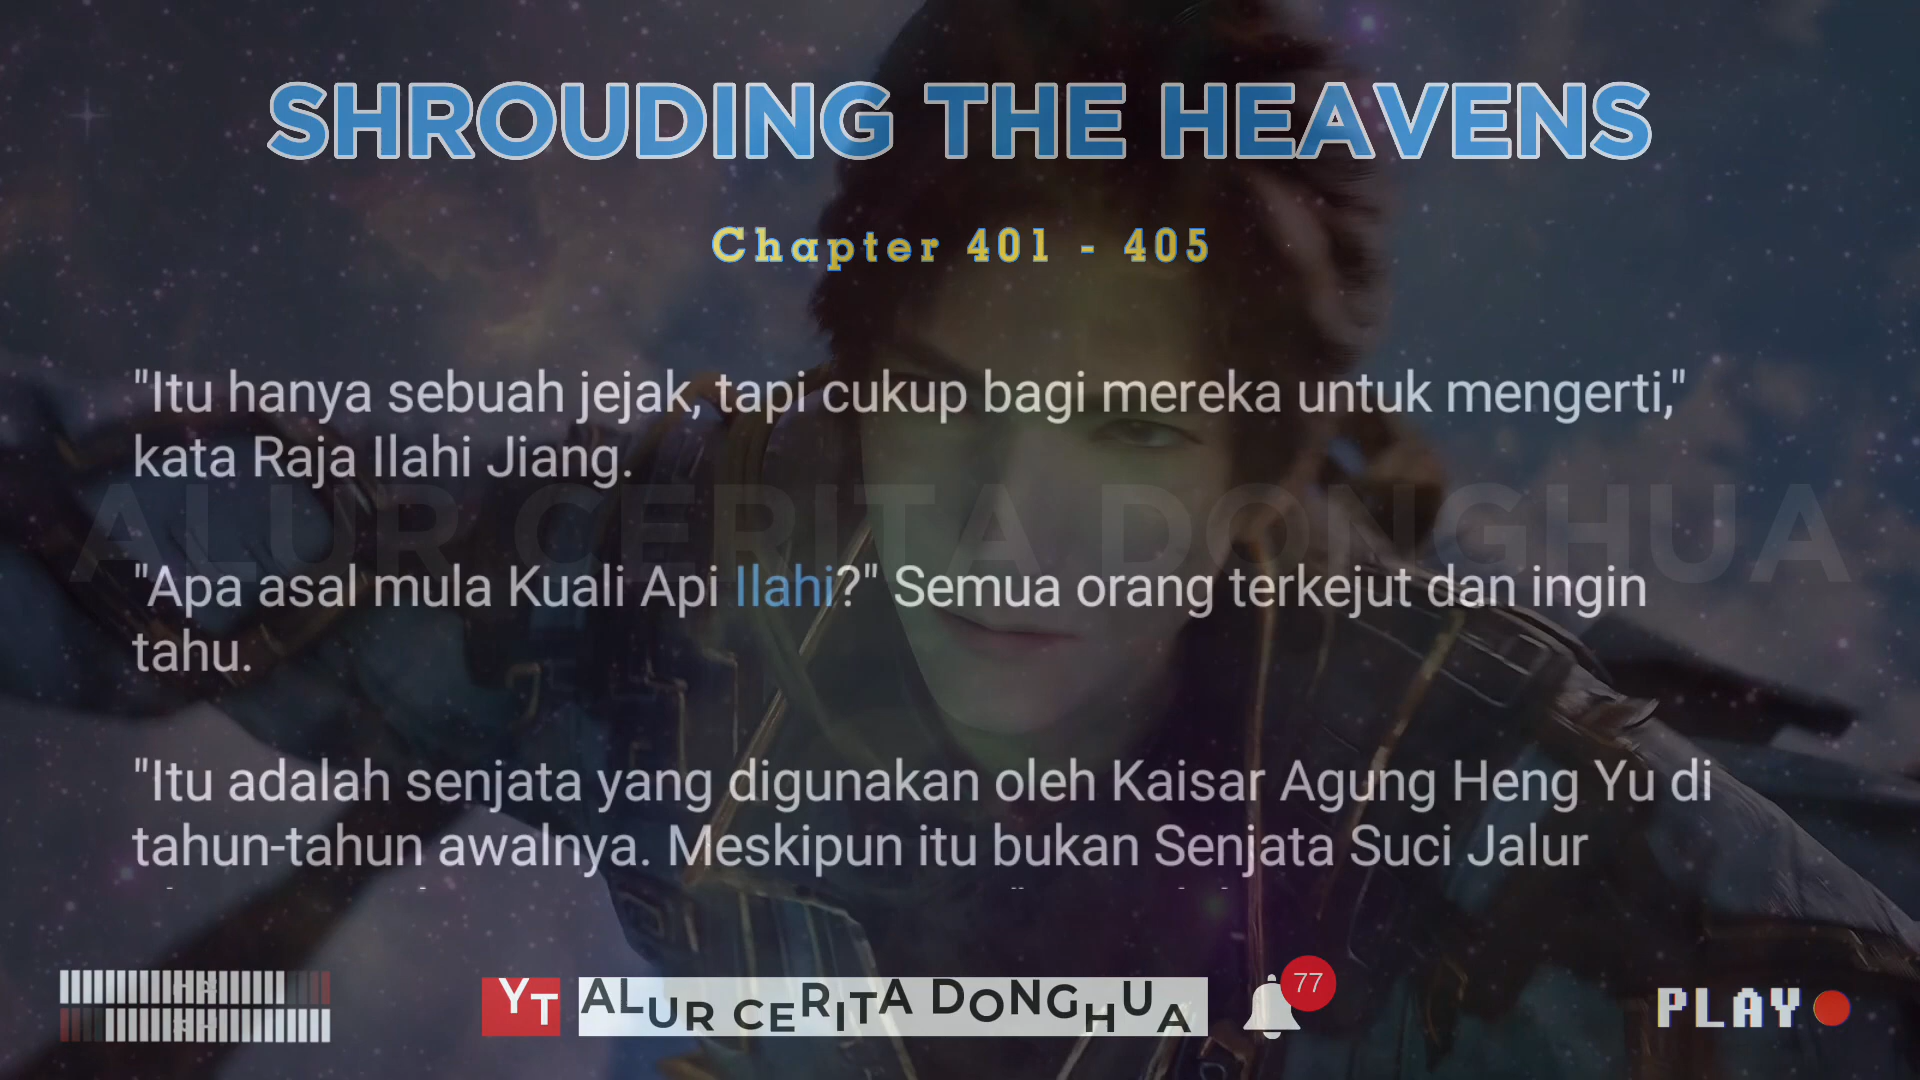 SHROUDING THE HEAVENS
Chapter 401 - 405
"Itu hanya sebuah jejak, tapi cukup bagi mereka untuk mengerti,"
kata Raja Ilahi Jiang.
ALUR CERITA DONGHUA
"Apa asal mula Kuali Api Ilahi?" Semua orang terkejut dan ingin
tahu.
"Itu adalah senjata yang digunakan oleh Kaisar Agung Heng Yu di
tahun-tahun awalnya. Meskipun itu bukan Senjata Suci Jalur
YT ALUR CERITA DONGHUA
77
PLAY